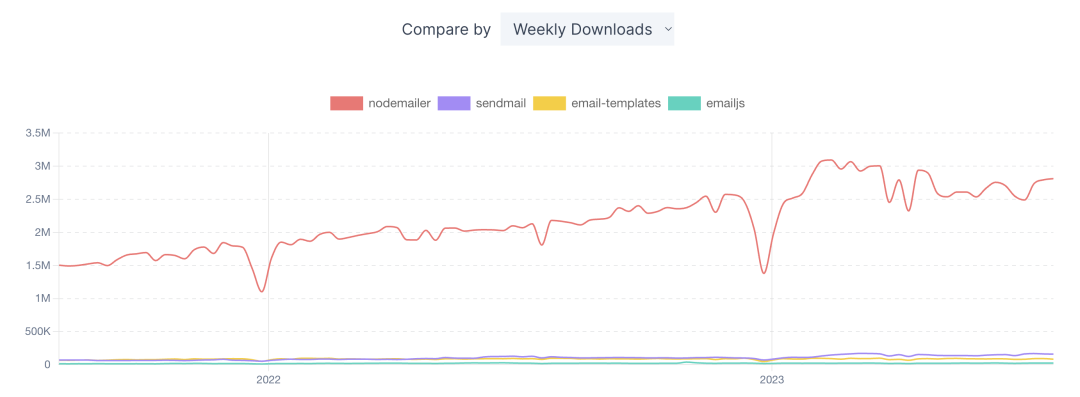 Compare by Weekly Downloads
nodemailer sendmail email-templates emailjs
3.5M
3M
2.5M
2M
1.5M
1M
500K
0
2022 2023